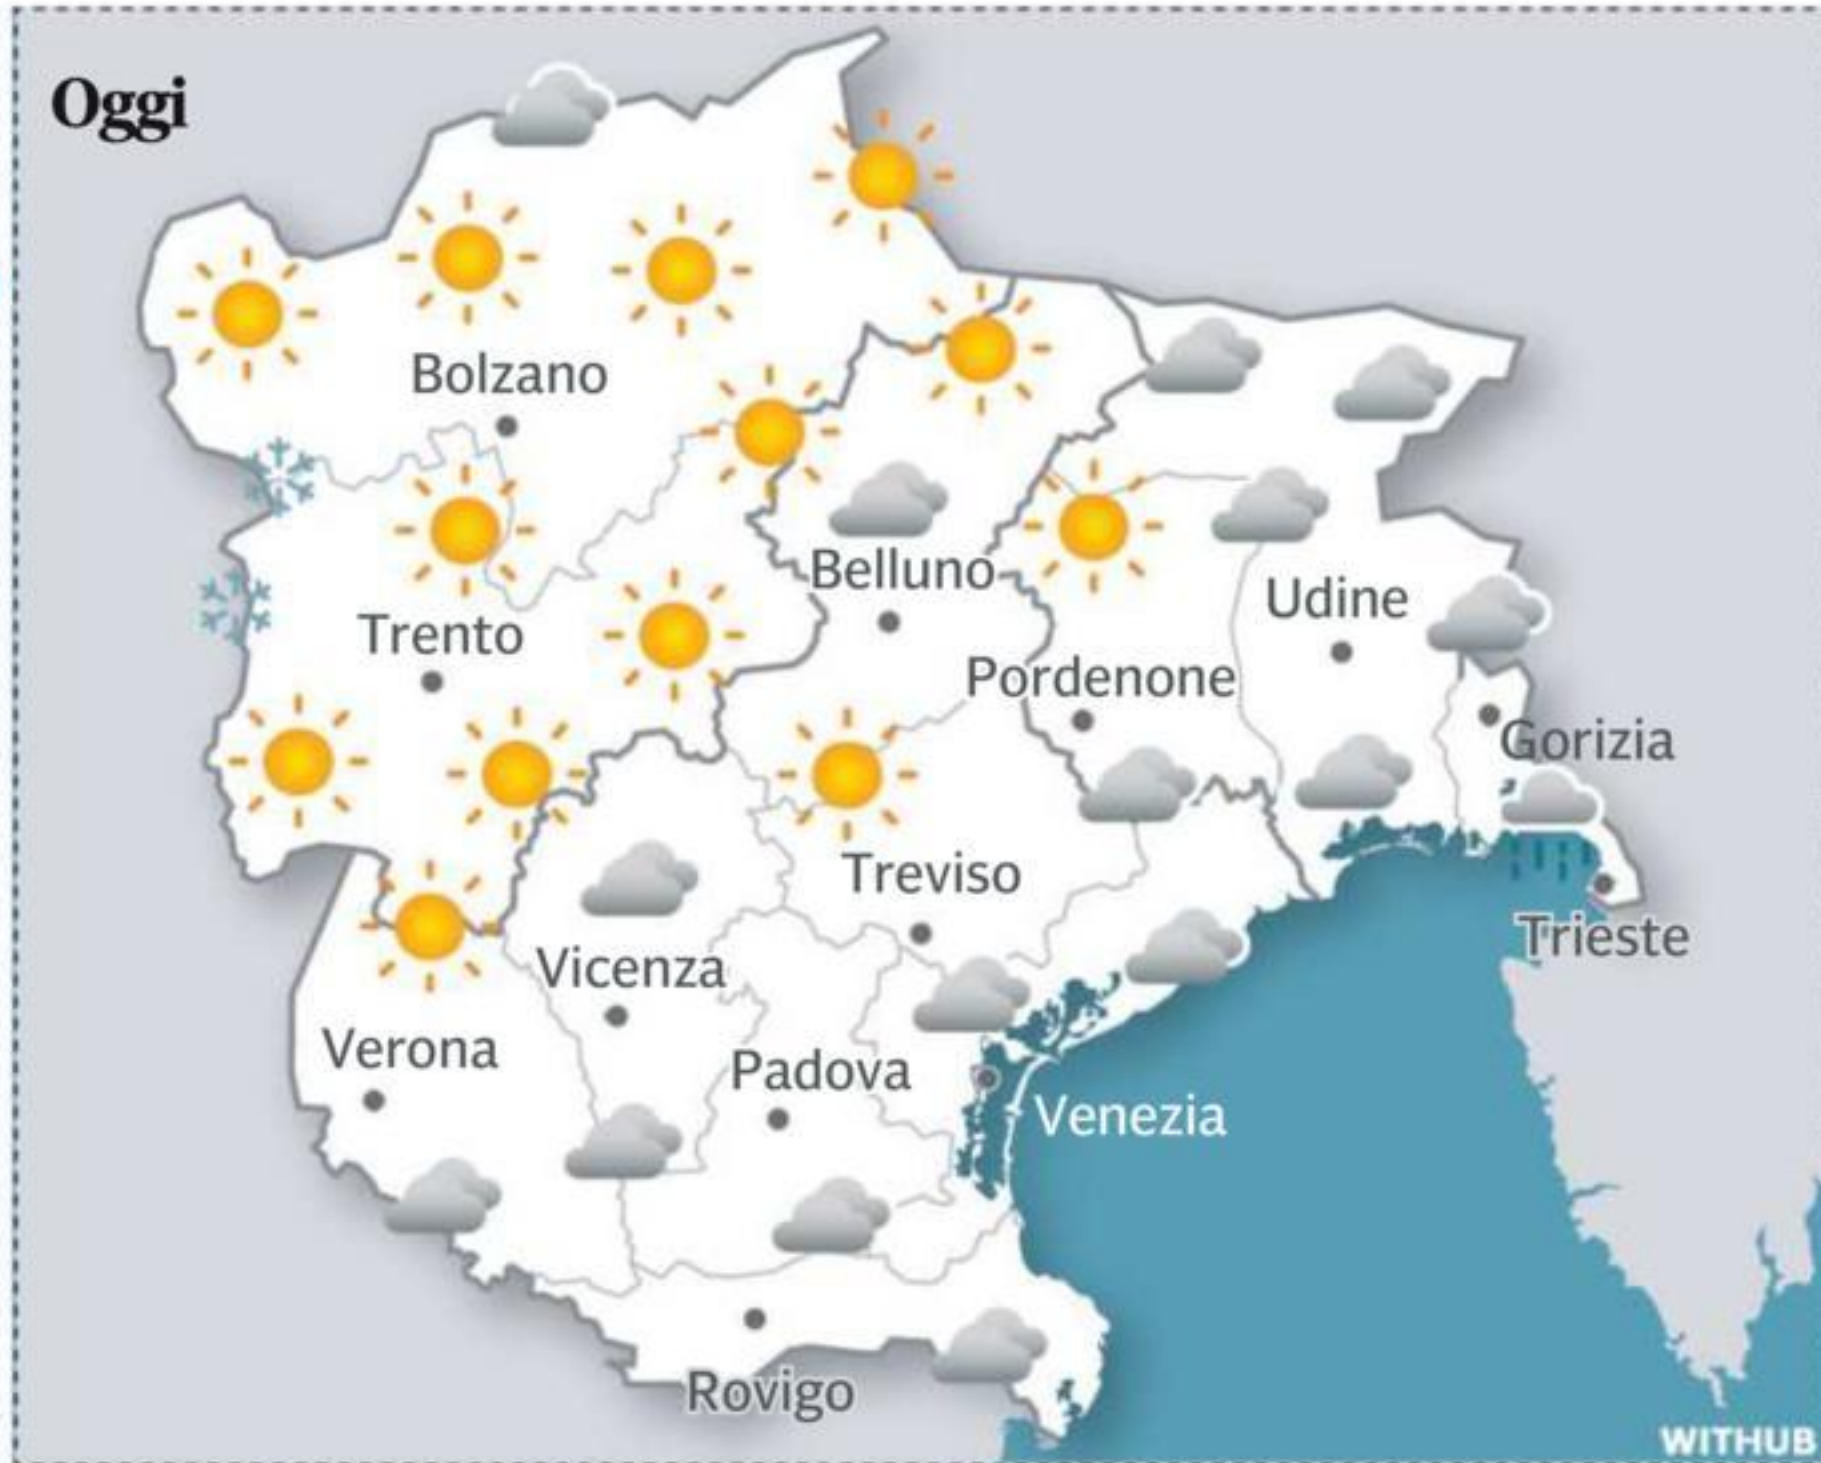 Oggi
Bolzano
Belluno
Udine
Trento
Pordenone
Gorizia
Treviso
Trieste
Vicenza
Verona
Padova
Venezia
Rovigo
WITHUB